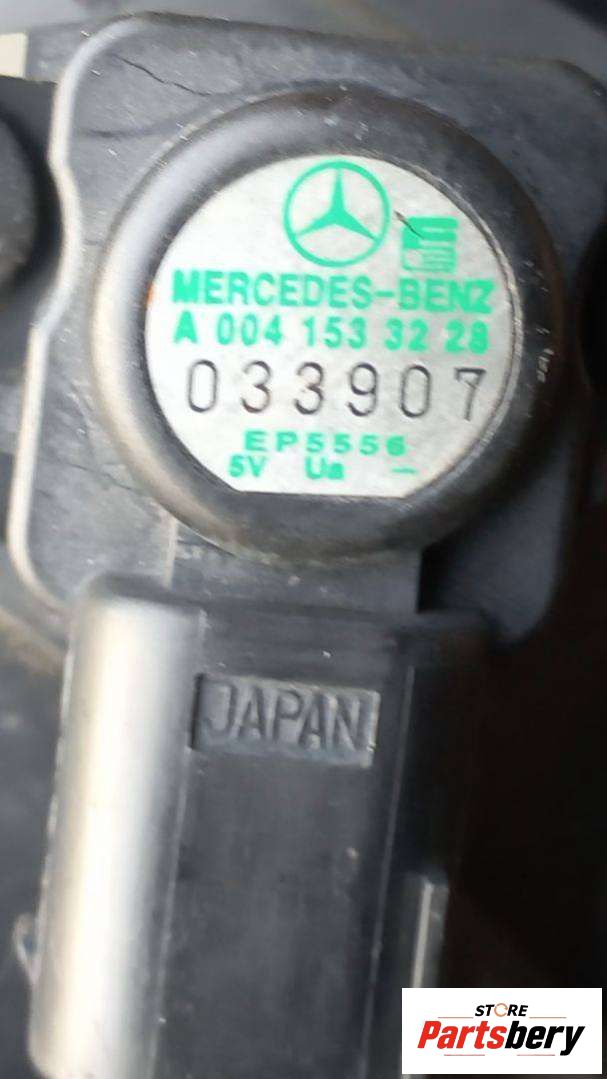 MERCEDES-BENZ
A 004 153 32 28
033907
EP5556
5V Ua –
JAPAN
STORE
Partsbery